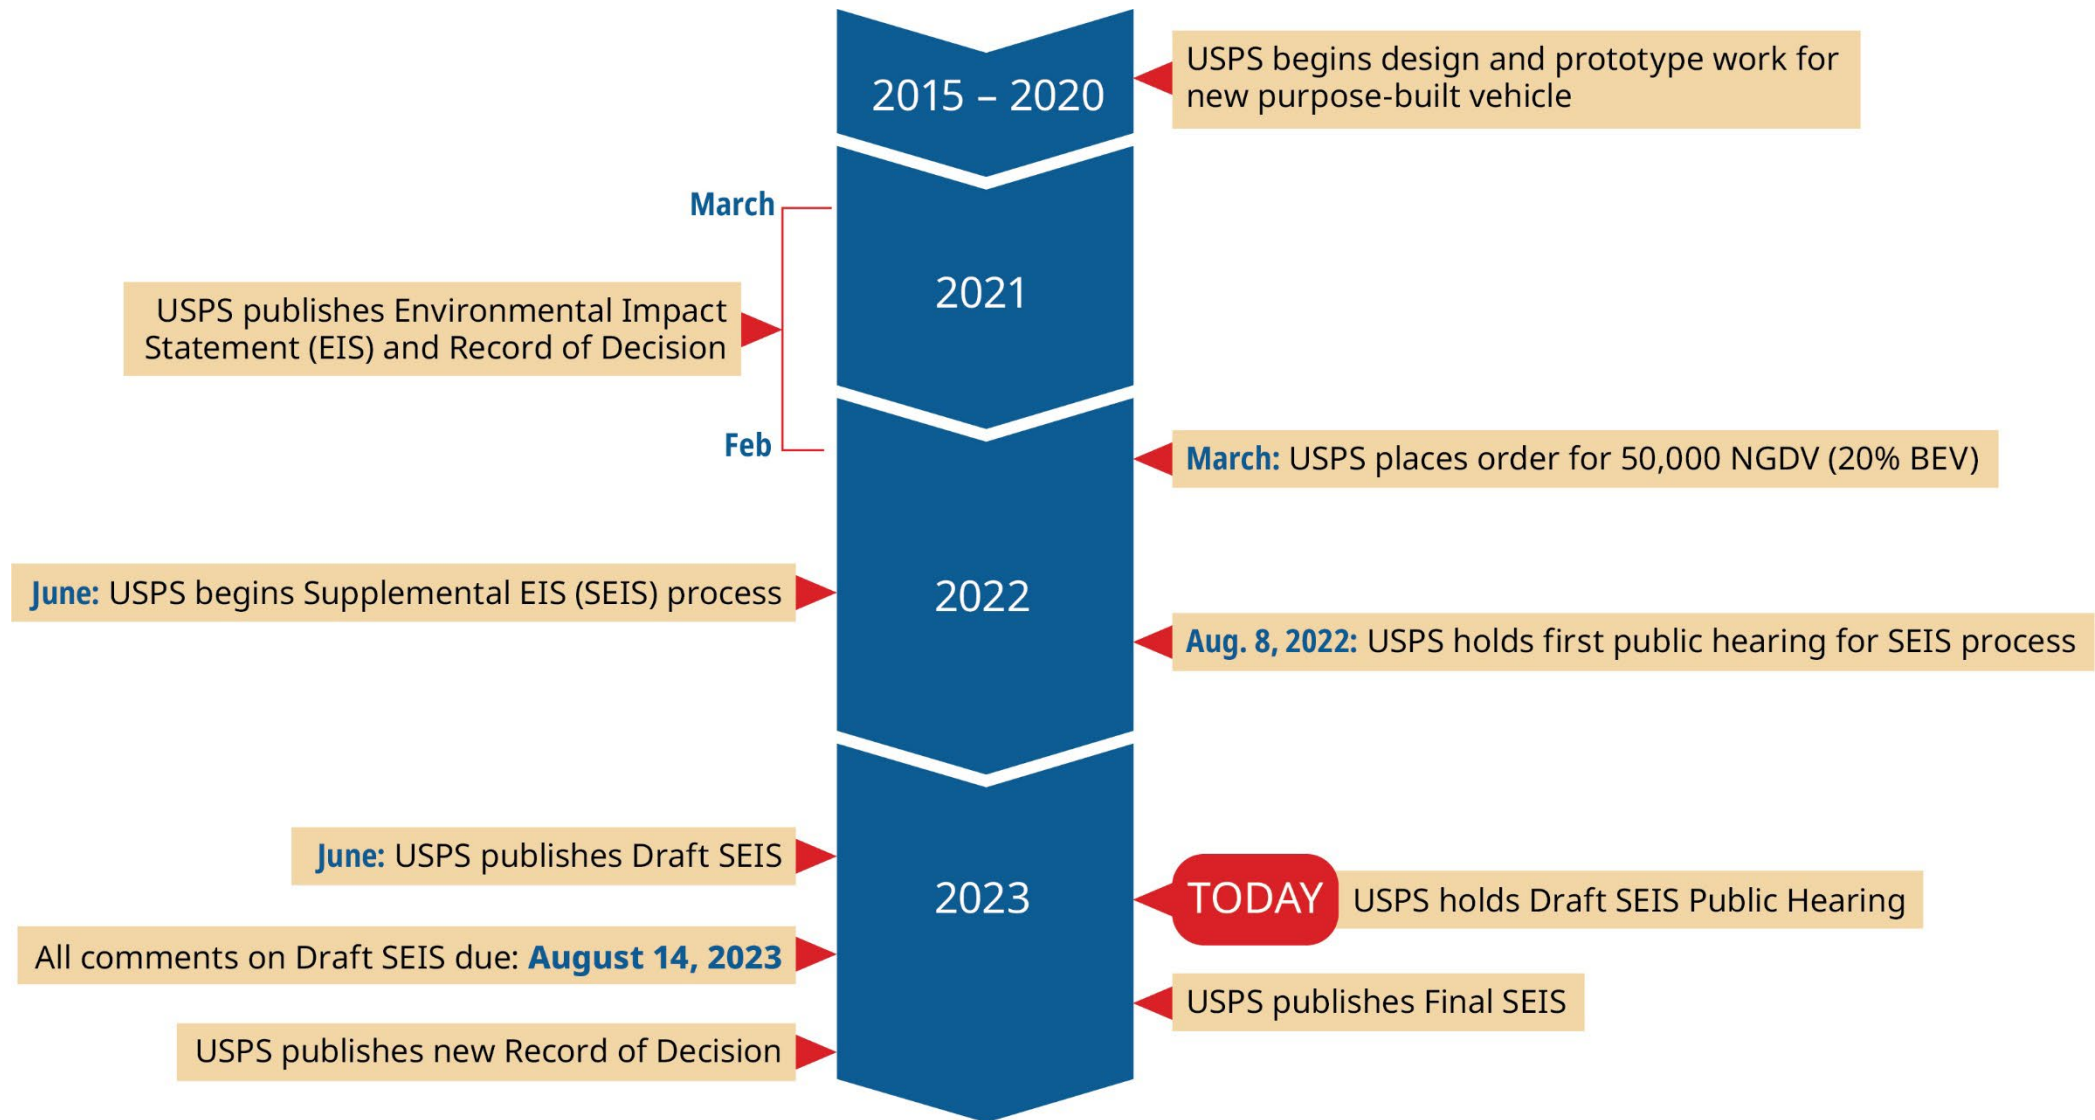 2015 – 2020
USPS begins design and prototype work for
new purpose-built vehicle
March
2021
USPS publishes Environmental Impact
Statement (EIS) and Record of Decision
Feb
March: USPS places order for 50,000 NGDV (20% BEV)
2022
June: USPS begins Supplemental EIS (SEIS) process
Aug. 8, 2022: USPS holds first public hearing for SEIS process
June: USPS publishes Draft SEIS
2023
TODAY USPS holds Draft SEIS Public Hearing
All comments on Draft SEIS due: August 14, 2023
USPS publishes Final SEIS
USPS publishes new Record of Decision